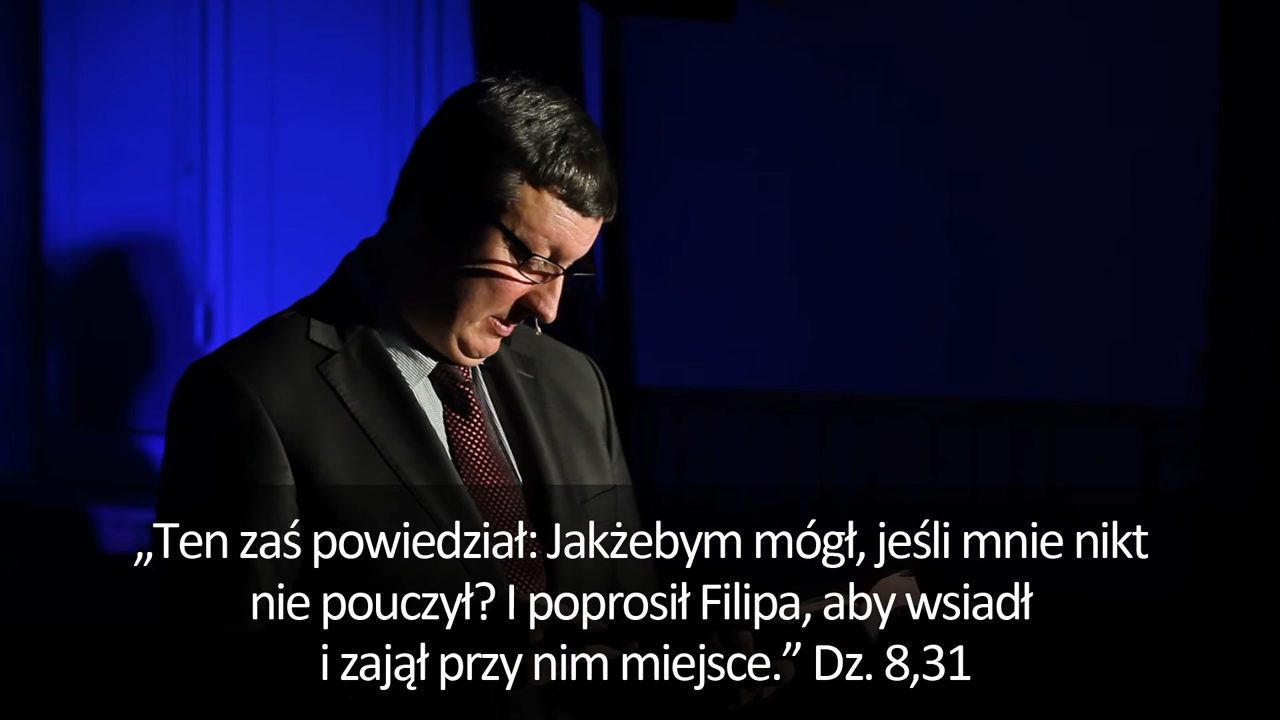 „Ten zaś powiedział: Jakżebym mógł, jeśli mnie nikt
nie pouczył? I poprosił Filipa, aby wsiadł
i zajął przy nim miejsce.” Dz. 8,31